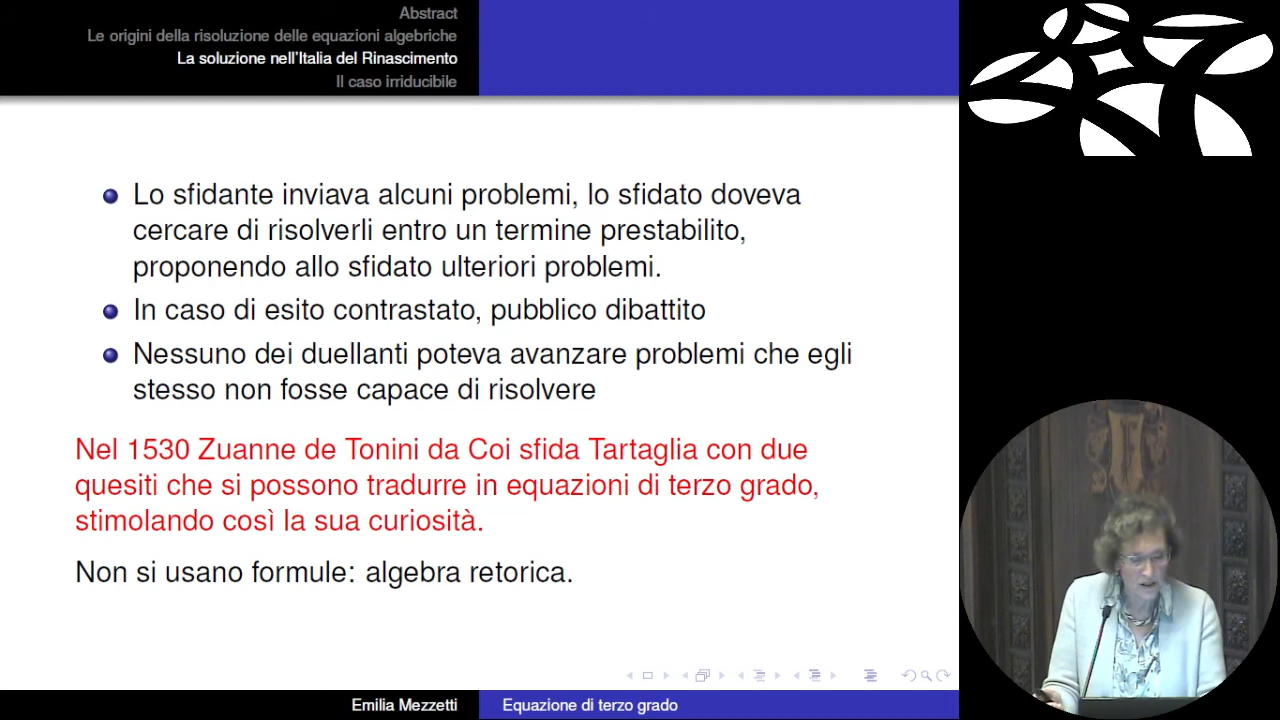 Abstract
Le origini della risoluzione delle equazioni algebriche
La soluzione nell'Italia del Rinascimento
Il caso irriducibile
Lo sfidante inviava alcuni problemi, lo sfidato doveva
cercare di risolverli entro un termine prestabilito,
proponendo allo sfidato ulteriori problemi.
In caso di esito contrastato, pubblico dibattito
Nessuno dei duellanti poteva avanzare problemi che egli
stesso non fosse capace di risolvere
Nel 1530 Zuanne de Tonini da Coi sfida Tartaglia con due
quesiti che si possono tradurre in equazioni di terzo grado,
stimolando così la sua curiosità.
Non si usano formule: algebra retorica.
Emilia Mezzetti
Equazione di terzo grado